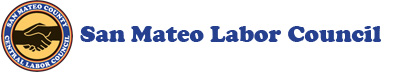 SAN MATEO COUNTY
CENTRAL LABOR COUNCIL
San Mateo Labor Council